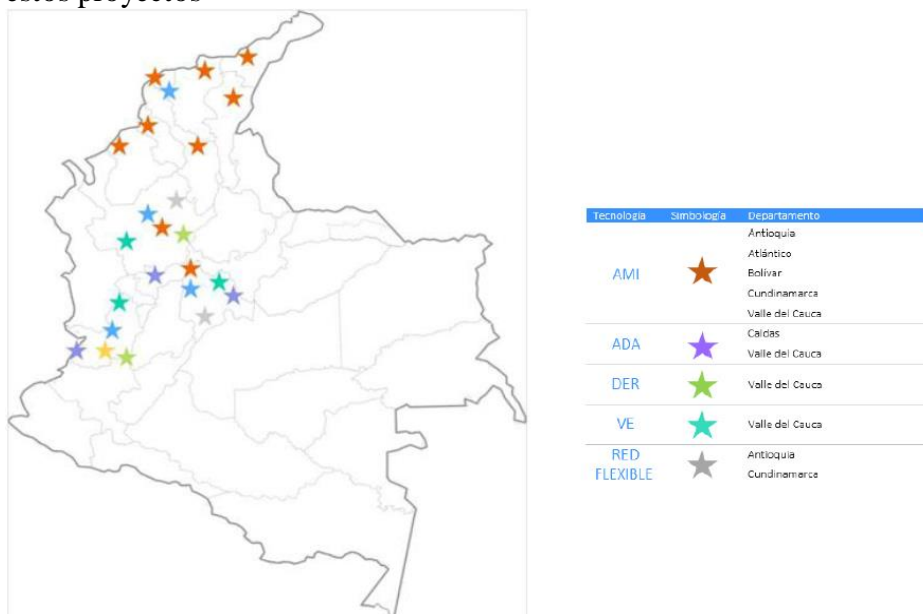 estos proyectos
Tecnología Simbología Departamento
AMI
Antioquia
Atlántico
Bolívar
Cundinamarca
Valle del Cauca
ADA
Caldas
Valle del Cauca
DER
Valle del Cauca
VE
Valle del Cauca
RED
FLEXIBLE
Antioquia
Cundinamarca